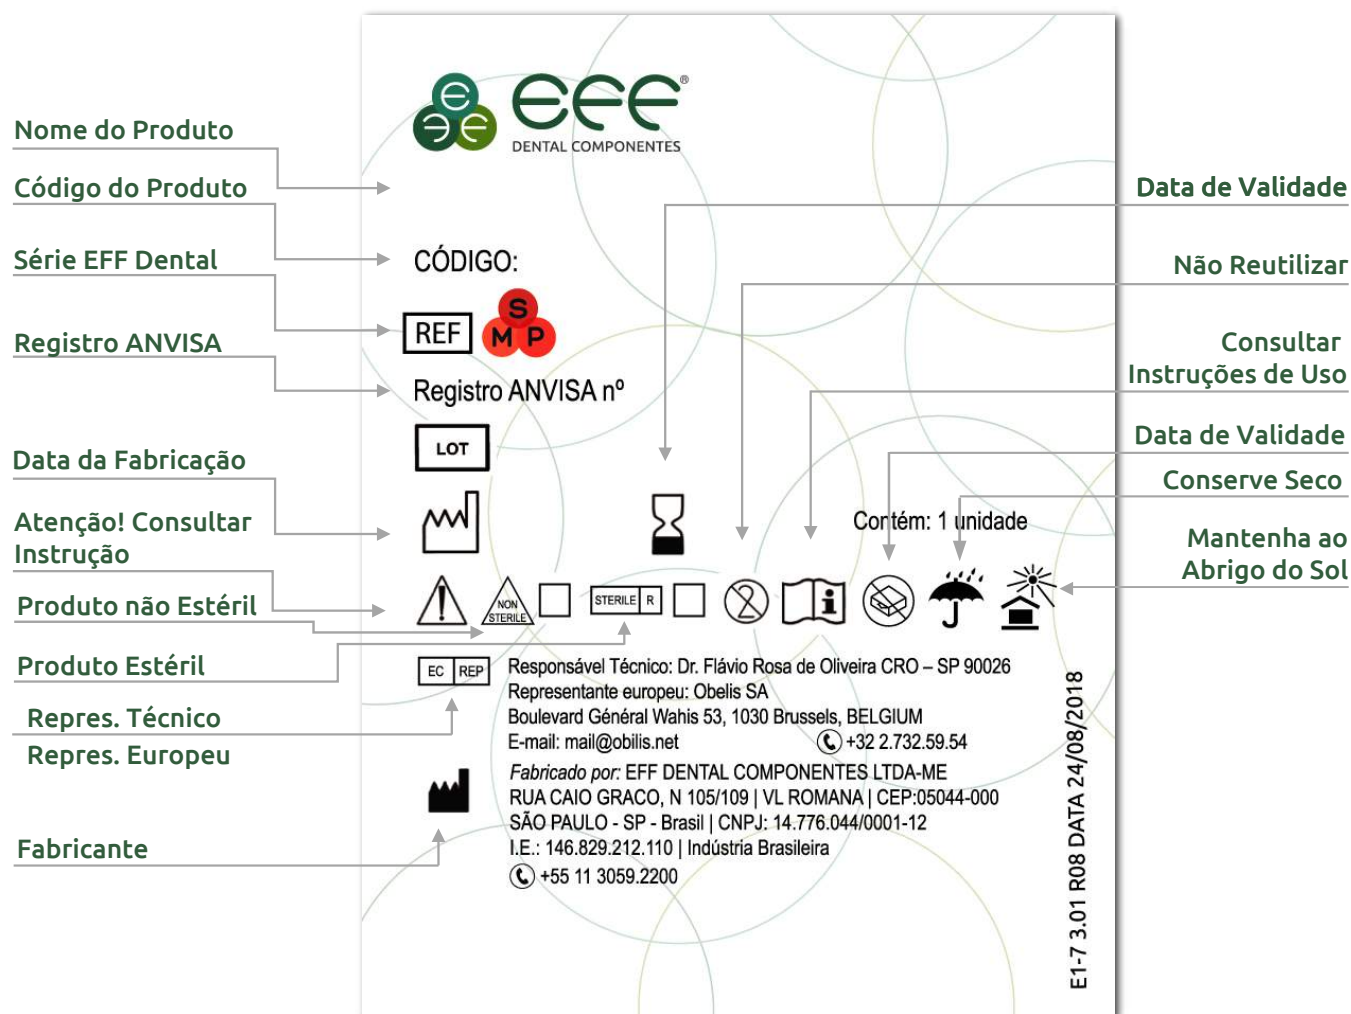 EFF®
DENTAL COMPONENTES
Nome do Produto
Código do Produto
Série EFF Dental
Registro ANVISA
Data da Fabricação
Atenção! Consultar
Instrução
Produto não Estéril
Produto Estéril
Repres. Técnico
Repres. Europeu
Fabricante
CÓDIGO:
REF
S
M P
Registro ANVISA nº
LOT
Contém: 1 unidade
NON
STERILE
STERILE R
2
i
EC REP
Responsável Técnico: Dr. Flávio Rosa de Oliveira CRO – SP 90026
Representante europeu: Obelis SA
Boulevard Général Wahis 53, 1030 Brussels, BELGIUM
E-mail: mail@obilis.net +32 2.732.59.54
Fabricado por: EFF DENTAL COMPONENTES LTDA-ME
RUA CAIO GRACO, N 105/109 | VL ROMANA | CEP:05044-000
SÃO PAULO - SP - Brasil | CNPJ: 14.776.044/0001-12
I.E.: 146.829.212.110 | Indústria Brasileira
+55 11 3059.2200
E1-7 3.01 R08 DATA 24/08/2018
Data de Validade
Não Reutilizar
Consultar
Instruções de Uso
Data de Validade
Conserve Seco
Mantenha ao
Abrigo do Sol